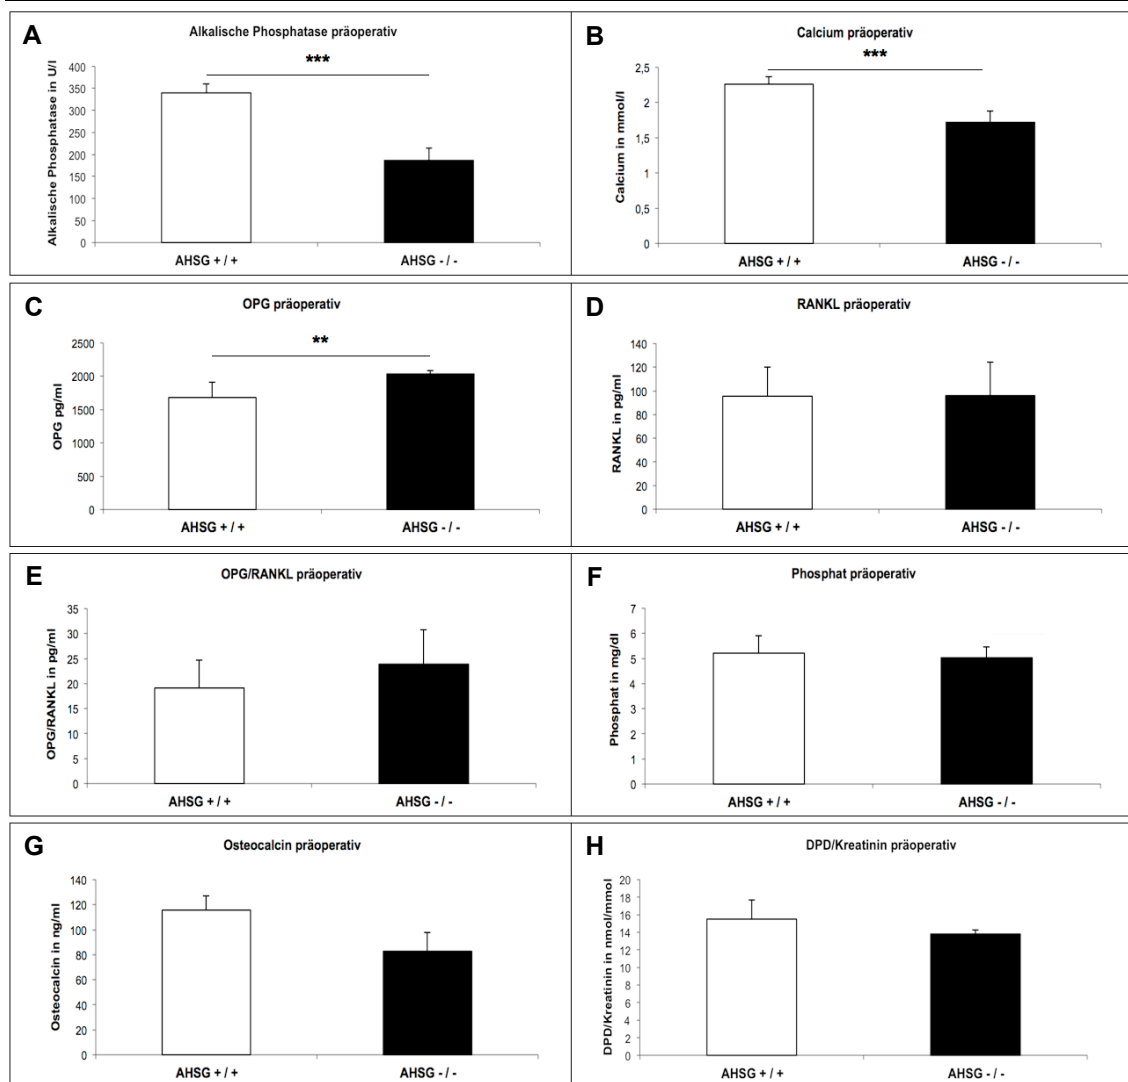 A
Alkalische Phosphatase präoperativ
***
Alkalische Phosphatase in U/l
400
350
300
250
200
150
100
50
0
AHSG + / +
AHSG - / -
B
Calcium präoperativ
***
Calcium in mmol/l
2,5
2
1,5
1
0,5
0
AHSG + / +
AHSG - / -
C
OPG präoperativ
**
OPG pg/ml
2500
2000
1500
1000
500
0
AHSG + / +
AHSG - / -
D
RANKL präoperativ
RANKL in pg/ml
140
120
100
80
60
40
20
0
AHSG + / +
AHSG - / -
E
OPG/RANKL präoperativ
OPG/RANKL in pg/ml
35
30
25
20
15
10
5
0
AHSG + / +
AHSG - / -
F
Phosphat präoperativ
Phosphat in mg/dl
7
6
5
4
3
2
1
0
AHSG + / +
AHSG - / -
G
Osteocalcin präoperativ
Osteocalcin in ng/ml
140
120
100
80
60
40
20
0
AHSG + / +
AHSG - / -
H
DPD/Kreatinin präoperativ
DPD/Kreatinin in nmol/mmol
20
18
16
14
12
10
8
6
4
2
0
AHSG + / +
AHSG - / -